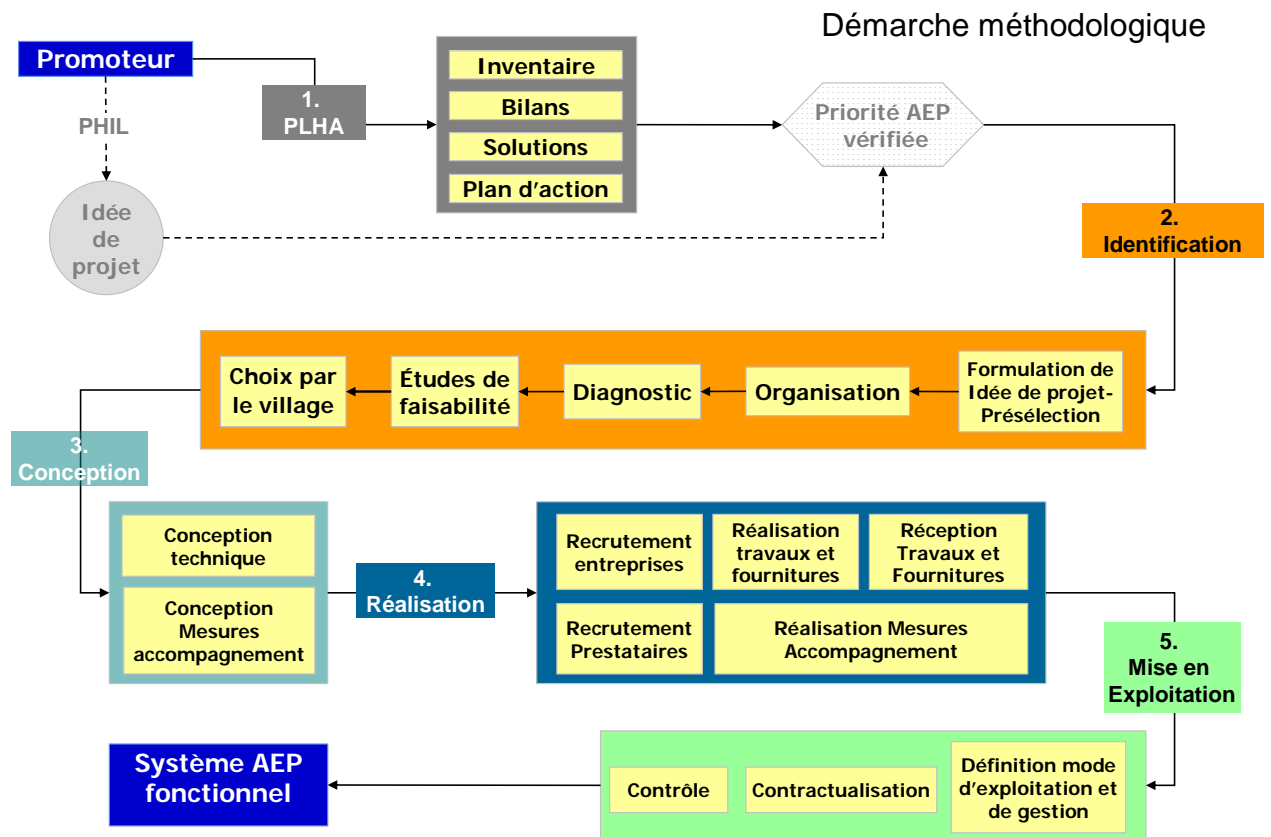 Démarche méthodologique
Promoteur
PHIL
Idée
de
projet
1.
PLHA
Inventaire
Bilans
Solutions
Plan d'action
Priorité AEP
vérifiée
2.
Identification
Formulation de
Idée de projet-
Présélection
Organisation
Diagnostic
Études de
faisabilité
Choix par
le village
3.
Conception
Conception
technique
Conception
Mesures
accompagnement
4.
Réalisation
Recrutement
entreprises
Réalisation
travaux et
fournitures
Réception
Travaux et
Fournitures
Recrutement
Prestataires
Réalisation Mesures
Accompagnement
5.
Mise en
Exploitation
Définition mode
d'exploitation et
de gestion
Contractualisation
Contrôle
Système AEP
fonctionnel